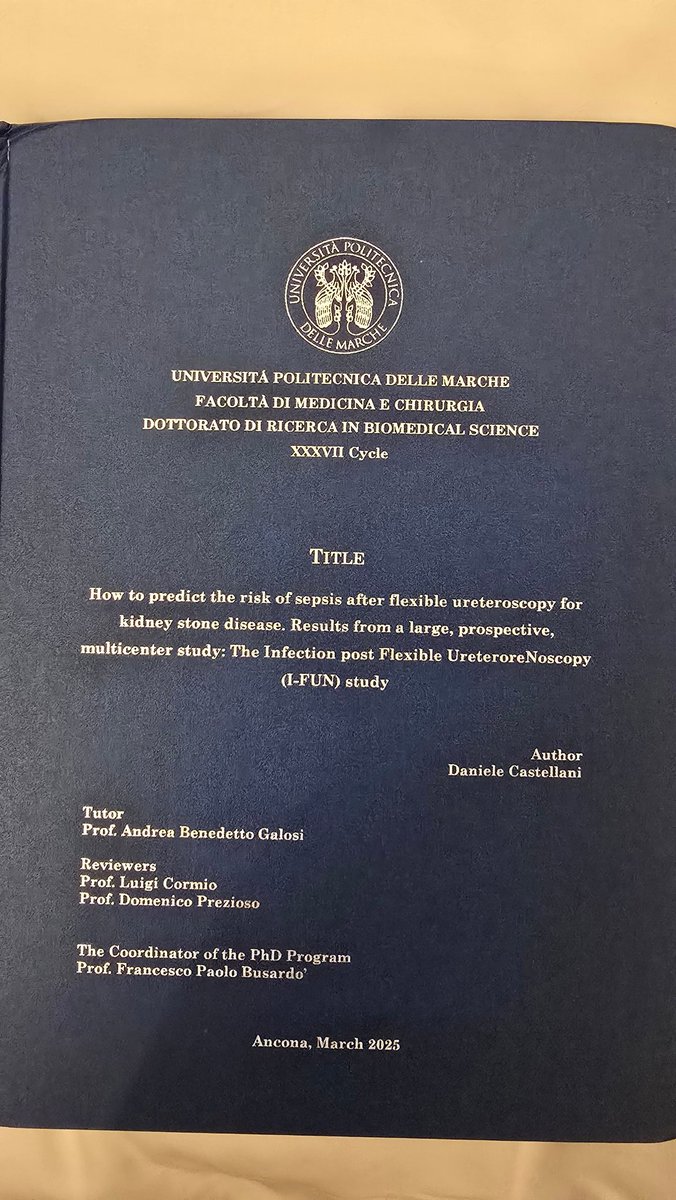 UNIVERSITÀ POLITECNICA
DELLE MARCHE
UNIVERSITÁ POLITECNICA DELLE MARCHE
FACOLTÀ DI MEDICINA E CHIRURGIA
DOTTORATO DI RICERCA IN BIOMEDICAL SCIENCE
XXXVII Cycle
TITLE
How to predict the risk of sepsis after flexible ureteroscopy for
kidney stone disease. Results from a large, prospective,
multicenter study: The Infection post Flexible UreteroreNoscopy
(I-FUN) study
Author
Daniele Castellani
Tutor
Prof. Andrea Benedetto Galosi
Reviewers
Prof. Luigi Cormio
Prof. Domenico Prezioso
The Coordinator of the PhD Program
Prof. Francesco Paolo Busardo'
Ancona, March 2025